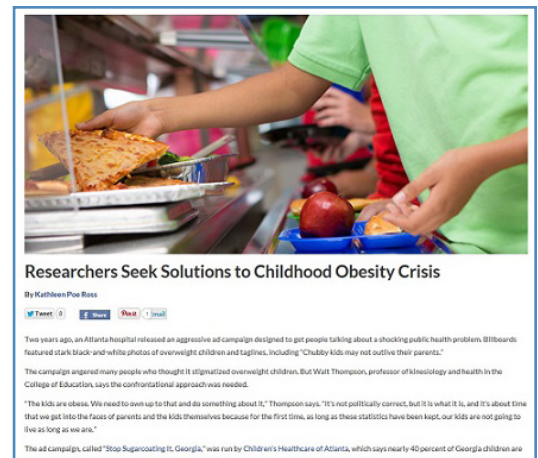 Researchers Seek Solutions to Childhood Obesity Crisis
By Kathleen Poe Ross
Tweet 0 Share Pin it 1 mail
Two years ago, an Atlanta hospital released an aggressive ad campaign designed to get people talking about a shocking public health problem. Billboards
featured stark black-and-white photos of overweight children and taglines, including "Chubby kids may not outlive their parents."
The campaign angered many people who thought it stigmatized overweight children. But Walt Thompson, professor of kinesiology and health in the
College of Education, says the confrontational approach was needed.
"The kids are obese. We need to own up to that and do something about it," Thompson says. "It's not politically correct, but it is what it is, and it's about time
that we get into the faces of parents and the kids themselves because for the first time, as long as these statistics have been kept, our kids are not going to
live as long as we are."
The ad campaign, called "Stop Sugarcoating It, Georgia," was run by Children's Healthcare of Atlanta, which says nearly 40 percent of Georgia children are